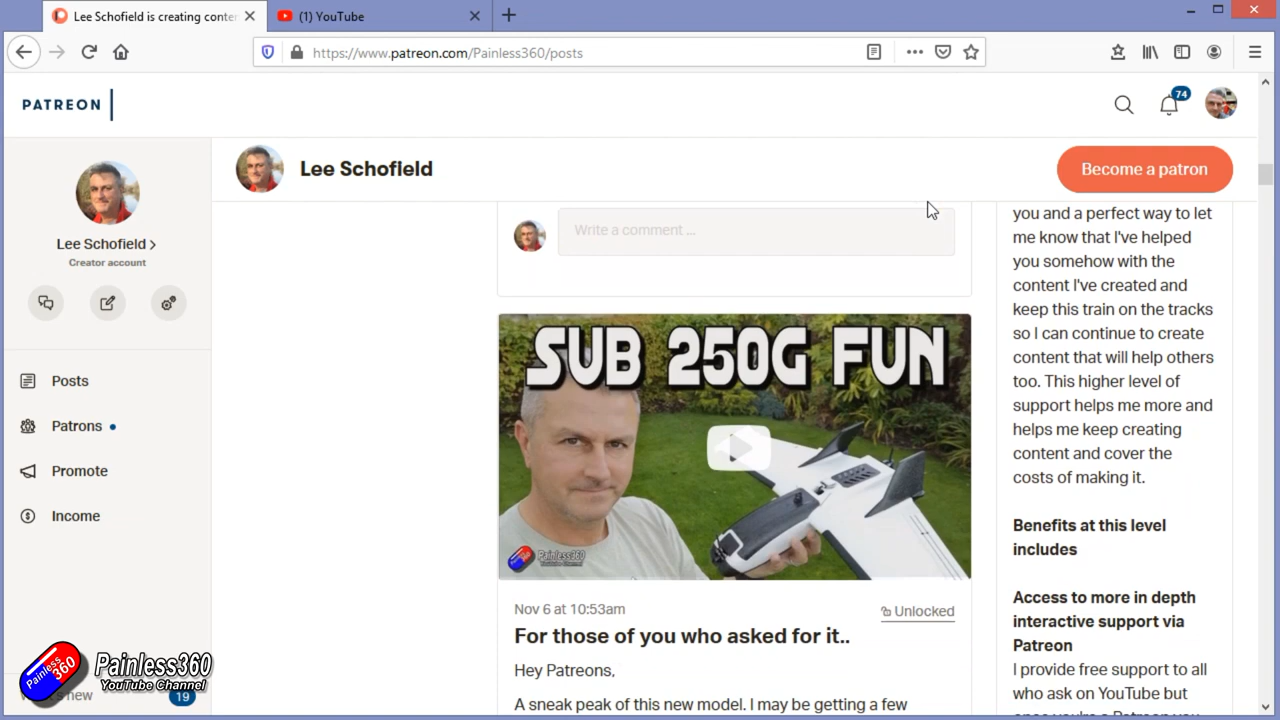 Lee Schofield is creating conter
(1) YouTube
https://www.patreon.com/Painless360/posts
PATREON
74
Lee Schofield
Become a patron
Lee Schofield
Creator account
Posts
Patrons
Promote
Income
What's new
19
Painless360
YouTube Channel
Painless
360
Write a comment ...
SUB 250G FUN
Painless360
YouTube Channel
Nov 6 at 10:53am
Unlocked
For those of you who asked for it..
Hey Patreons,
A sneak peak of this new model. I may be getting a few
you and a perfect way to let
me know that I've helped
you somehow with the
content I've created and
keep this train on the tracks
so I can continue to create
content that will help others
too. This higher level of
support helps me more and
helps me keep creating
content and cover the
costs of making it.
Benefits at this level
includes
Access to more in depth
interactive support via
Patreon
I provide free support to all
who ask on YouTube but